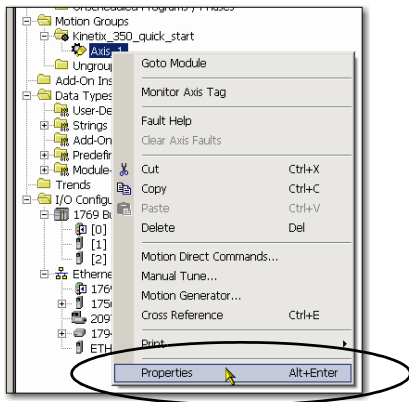 Unscheduled Programs / Phases
Motion Groups
Kinetix_350_quick_start
Axis_1
Ungrou
Add-On Ins
Data Types
User-De
Strings
Add-On
Predefir
Module-
Trends
I/O Configu
1769 Bu
[0]
[1]
[2]
Etherne
1769
1756
209
179
ETH
Goto Module
Monitor Axis Tag
Fault Help
Clear Axis Faults
Cut Ctrl+X
Copy Ctrl+C
Paste Ctrl+V
Delete Del
Motion Direct Commands...
Manual Tune...
Motion Generator...
Cross Reference Ctrl+E
Print
Properties Alt+Enter